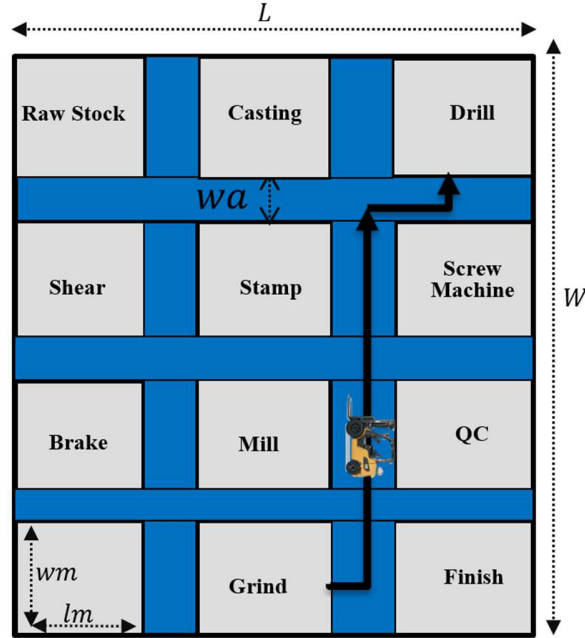 L
Raw Stock
Casting
Drill
wa
Shear
Stamp
Screw
Machine
W
Brake
Mill
QC
wm
lm
Grind
Finish